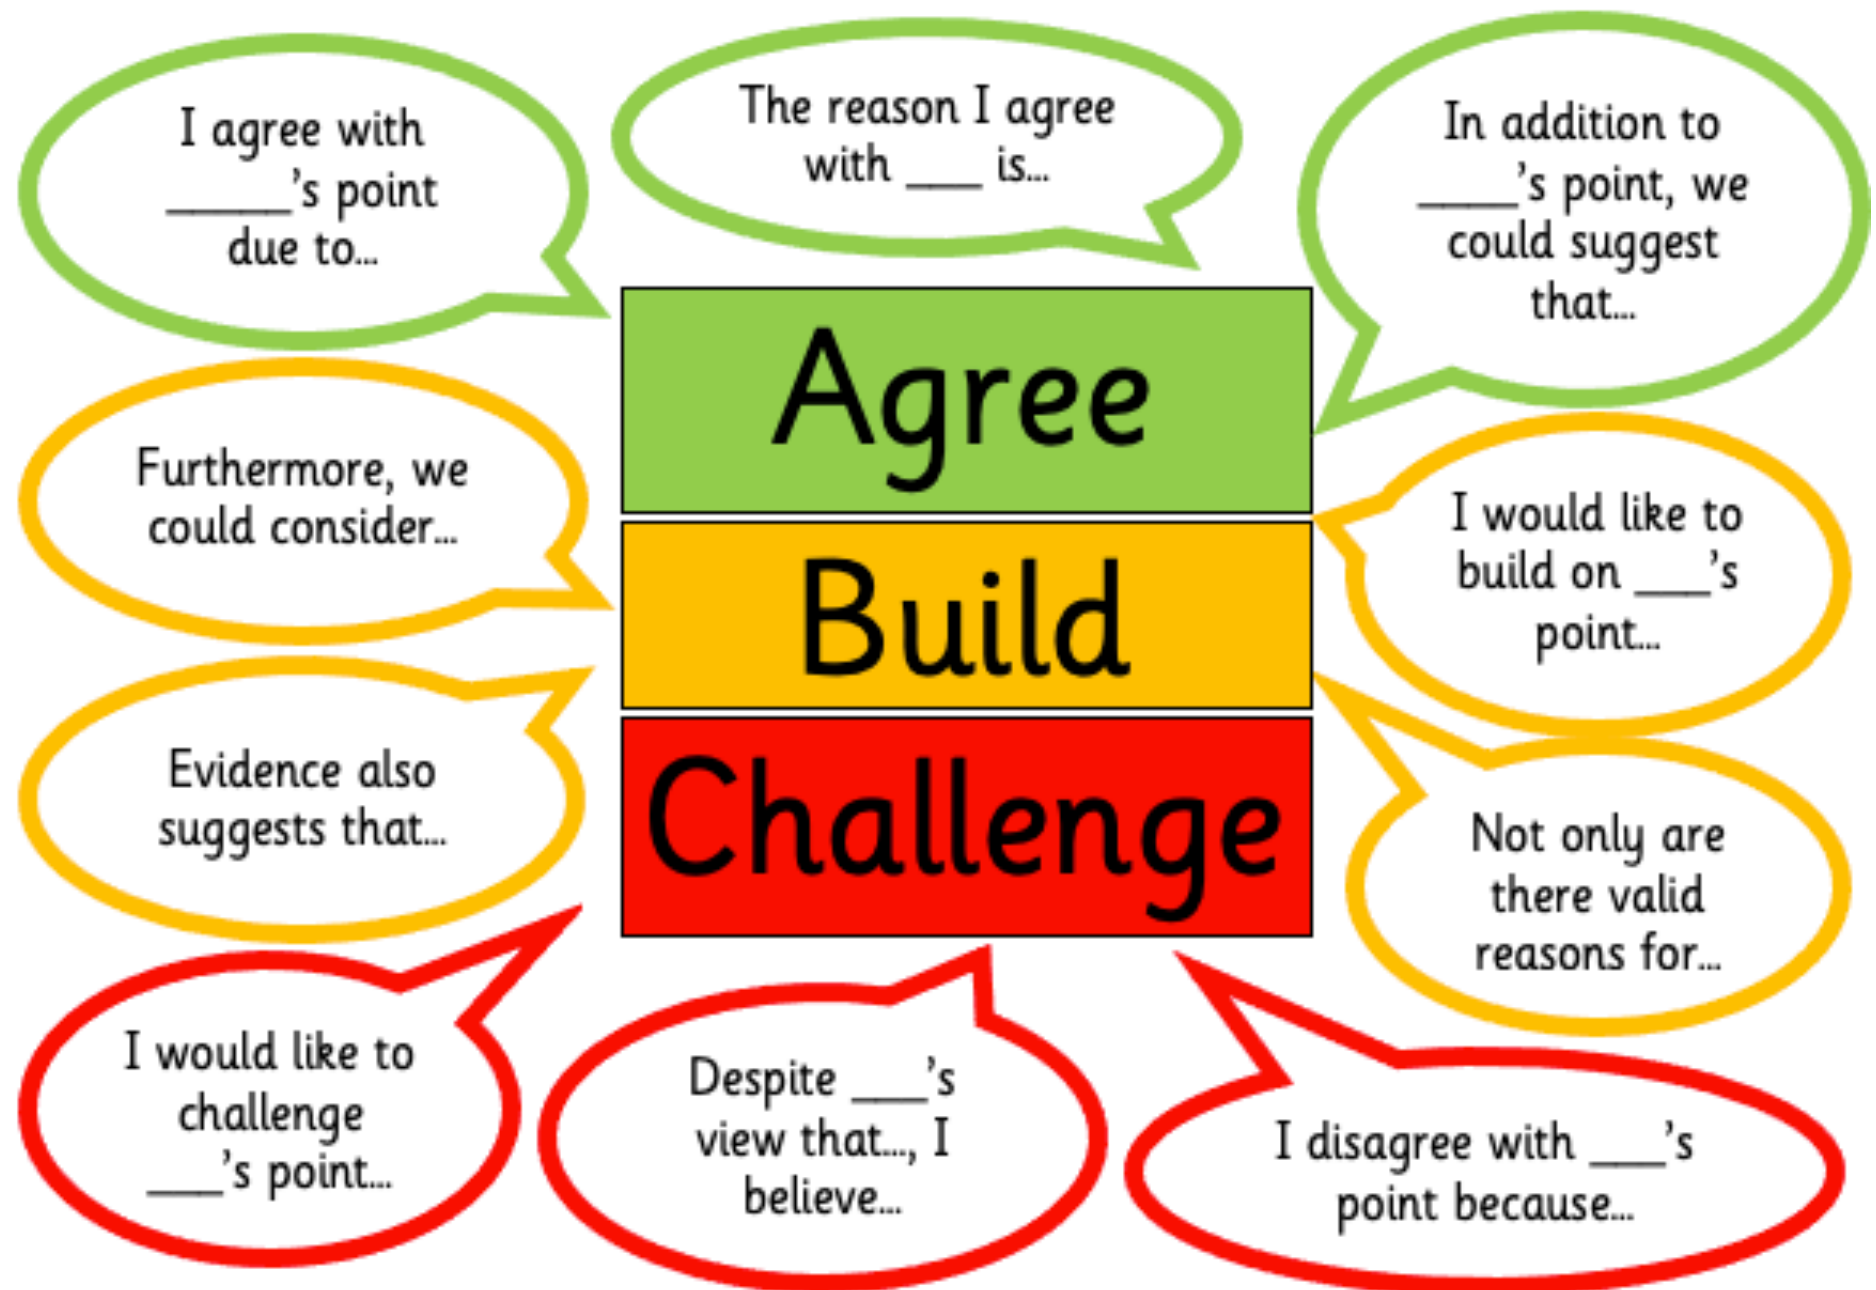 I agree with
_____'s point
due to...
The reason I agree
with ___ is...
In addition to
____'s point, we
could suggest
that...
Agree
Furthermore, we
could consider...
Build
I would like to
build on ___'s
point...
Evidence also
suggests that...
Challenge
Not only are
there valid
reasons for...
I would like to
challenge
___'s point...
Despite ___'s
view that..., I
believe...
I disagree with ___'s
point because...